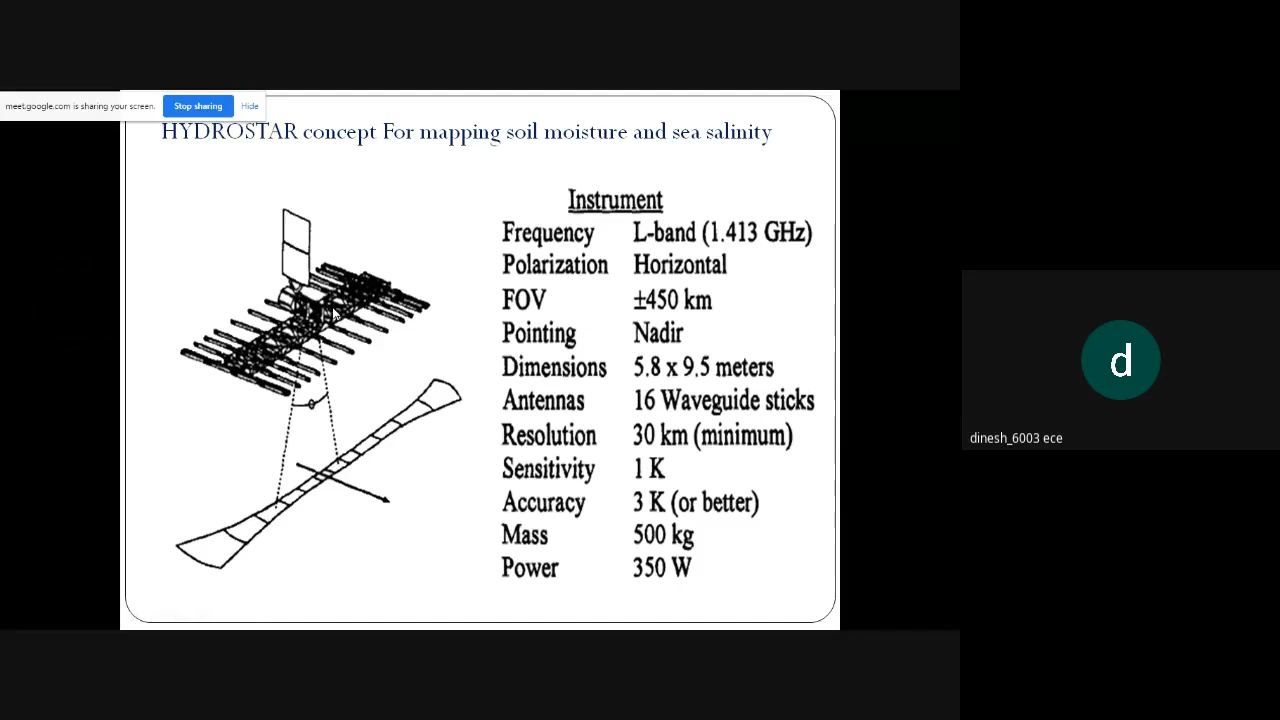 meet.google.com is sharing your screen. Stop sharing Hide
HYDROSTAR concept For mapping soil moisture and sea salinity
Instrument
Frequency L-band (1.413 GHz)
Polarization Horizontal
FOV ±450 km
Pointing Nadir
Dimensions 5.8 x 9.5 meters
Antennas 16 Waveguide sticks
Resolution 30 km (minimum)
Sensitivity 1 K
Accuracy 3 K (or better)
Mass 500 kg
Power 350 W
d
dinesh_6003 ece